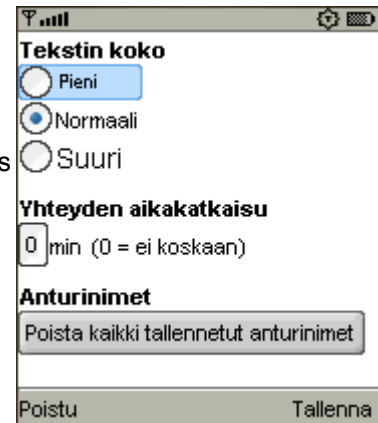 Tekstin koko
Pieni
Normaali
s
Suuri
Yhteyden aikakatkaisu
0 min (0 = ei koskaan)
Anturinimet
Poista kaikki tallennetut anturinimet
Poistu Tallenna